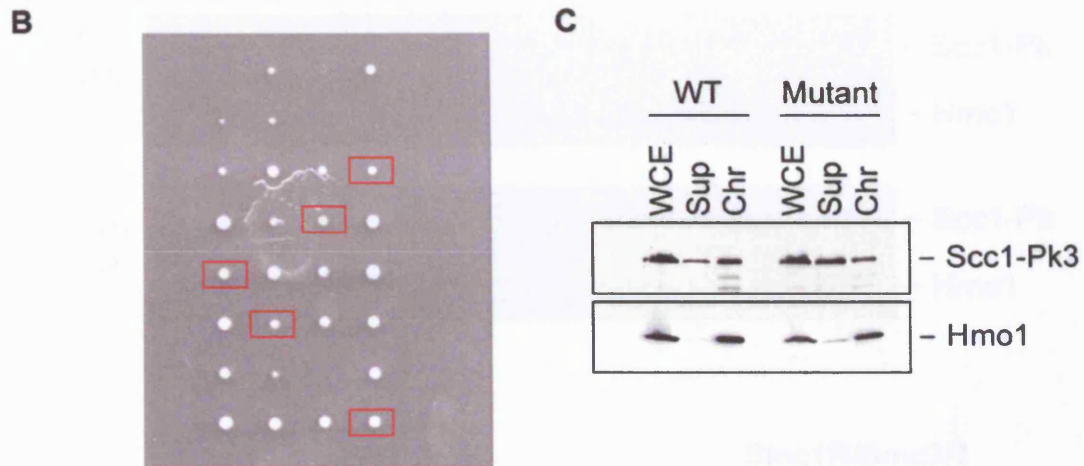 B
C
WT Mutant
WCE Sup Chr WCE Sup Chr
– Scc1-Pk3
– Hmo1